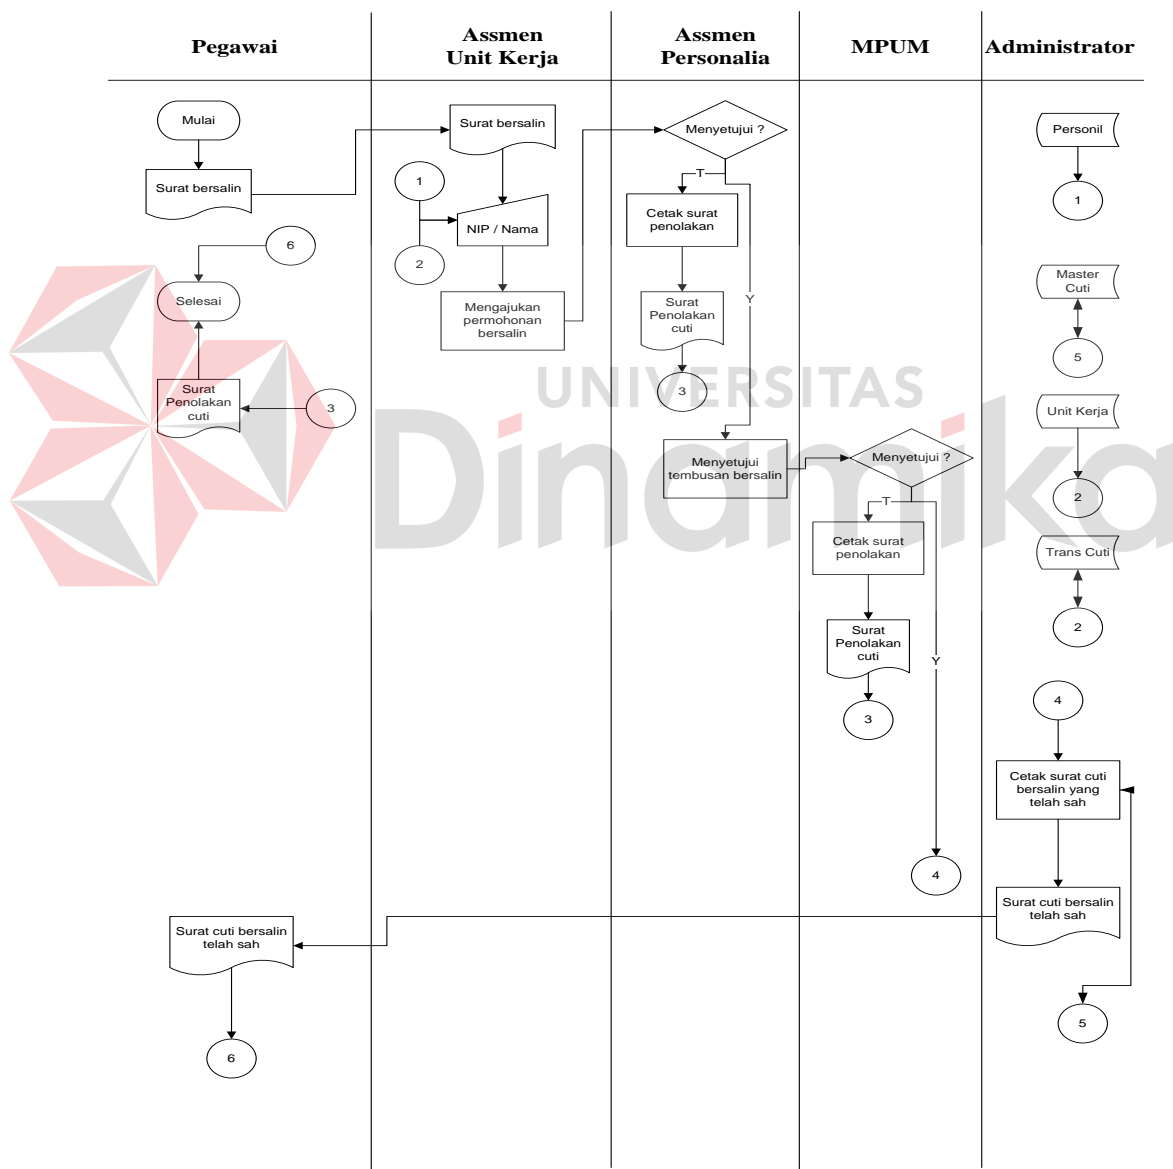 Pegawai
Assmen
Unit Kerja
Assmen
Personalia
MPUM
Administrator
Mulai
Surat bersalin
6
Selesai
Surat
Penolakan
cuti
3
Surat cuti bersalin
telah sah
6
Surat bersalin
1
NIP / Nama
2
Mengajukan
permohonan
bersalin
Menyetujui ?
T
Cetak surat
penolakan
Y
Surat
Penolakan
cuti
3
Menyetujui
tembusan bersalin
Menyetujui ?
T
Cetak surat
penolakan
Surat
Penolakan
cuti
Y
3
4
Personil
1
Master
Cuti
5
Unit Kerja
2
Trans Cuti
2
4
Cetak surat cuti
bersalin yang
telah sah
Surat cuti bersalin
telah sah
5
UNIVERSITAS
Dinamika